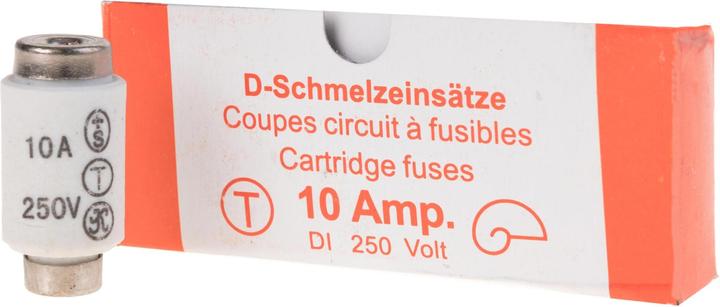 10A
T
250V
D-Schmelzeinsätze
Coupes circuit à fusibles
Cartridge fuses
T 10 Amp.
DI 250 Volt